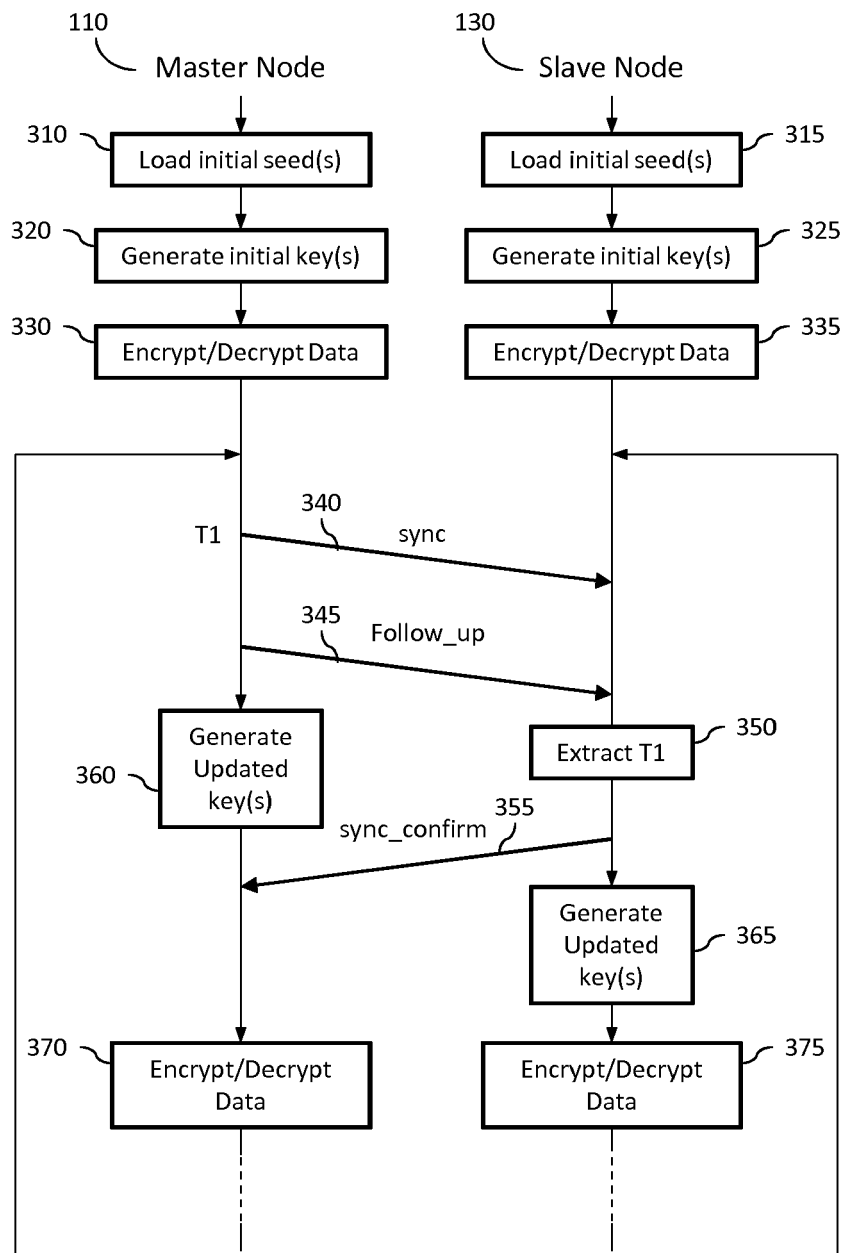 110
130
Master Node
Slave Node
310
Load initial seed(s)
Load initial seed(s)
315
320
Generate initial key(s)
Generate initial key(s)
325
330
Encrypt/Decrypt Data
Encrypt/Decrypt Data
335
T1
340
sync
345
Follow_up
360
Generate
Updated
key(s)
Extract T1
350
sync_confirm
355
Generate
Updated
key(s)
365
370
Encrypt/Decrypt
Data
Encrypt/Decrypt
Data
375